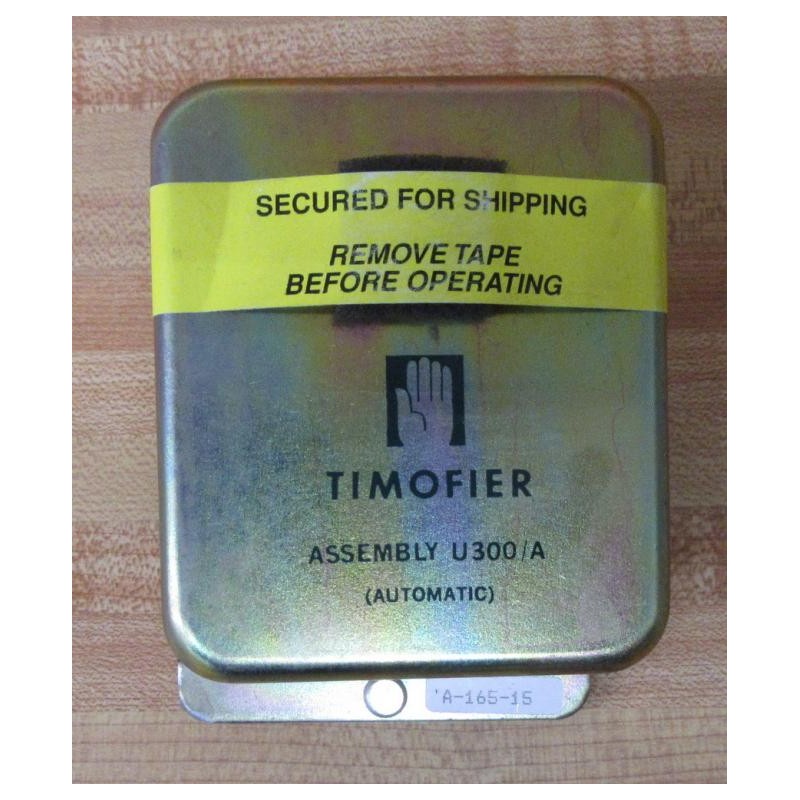 SECURED FOR SHIPPING
REMOVE TAPE
BEFORE OPERATING
TIMOFIER
ASSEMBLY U300/A
(AUTOMATIC)
'A-165-15